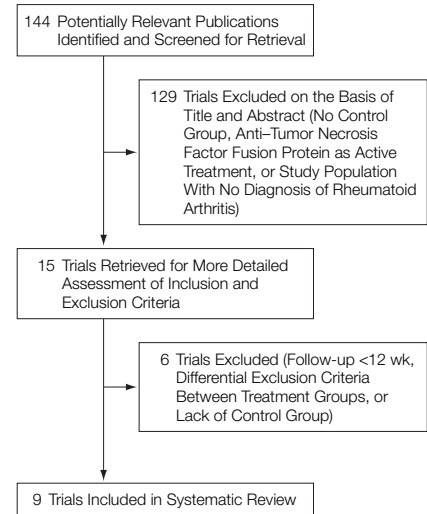 144 Potentially Relevant Publications
Identified and Screened for Retrieval
129 Trials Excluded on the Basis of
Title and Abstract (No Control
Group, Anti–Tumor Necrosis
Factor Fusion Protein as Active
Treatment, or Study Population
With No Diagnosis of Rheumatoid
Arthritis)
15 Trials Retrieved for More Detailed
Assessment of Inclusion and
Exclusion Criteria
6 Trials Excluded (Follow-up <12 wk,
Differential Exclusion Criteria
Between Treatment Groups, or
Lack of Control Group)
9 Trials Included in Systematic Review